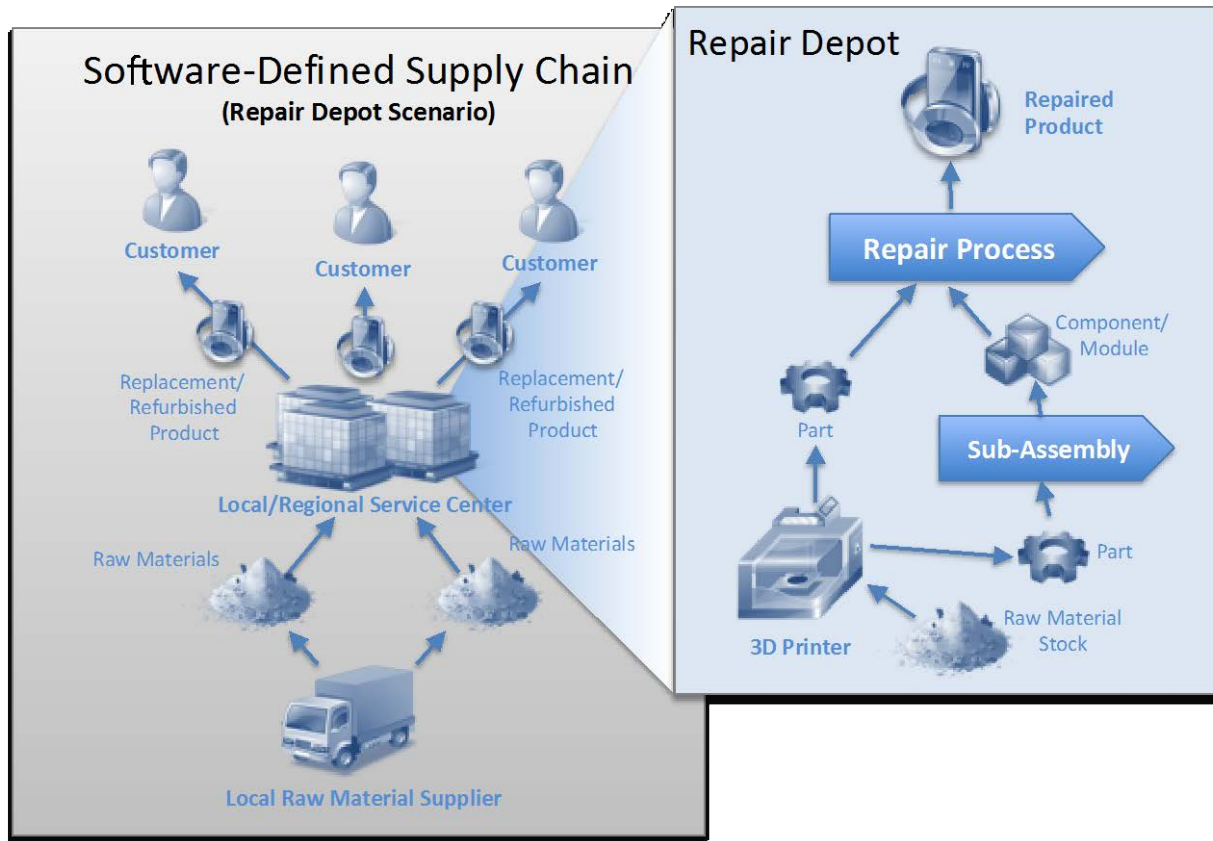 Software-Defined Supply Chain
(Repair Depot Scenario)
Customer
Customer
Customer
Replacement/
Refurbished
Product
Replacement/
Refurbished
Product
Local/Regional Service Center
Raw Materials
Raw Materials
Local Raw Material Supplier
Repair Depot
Repaired
Product
Repair Process
Component/
Module
Part
Sub-Assembly
Part
3D Printer
Raw Material
Stock